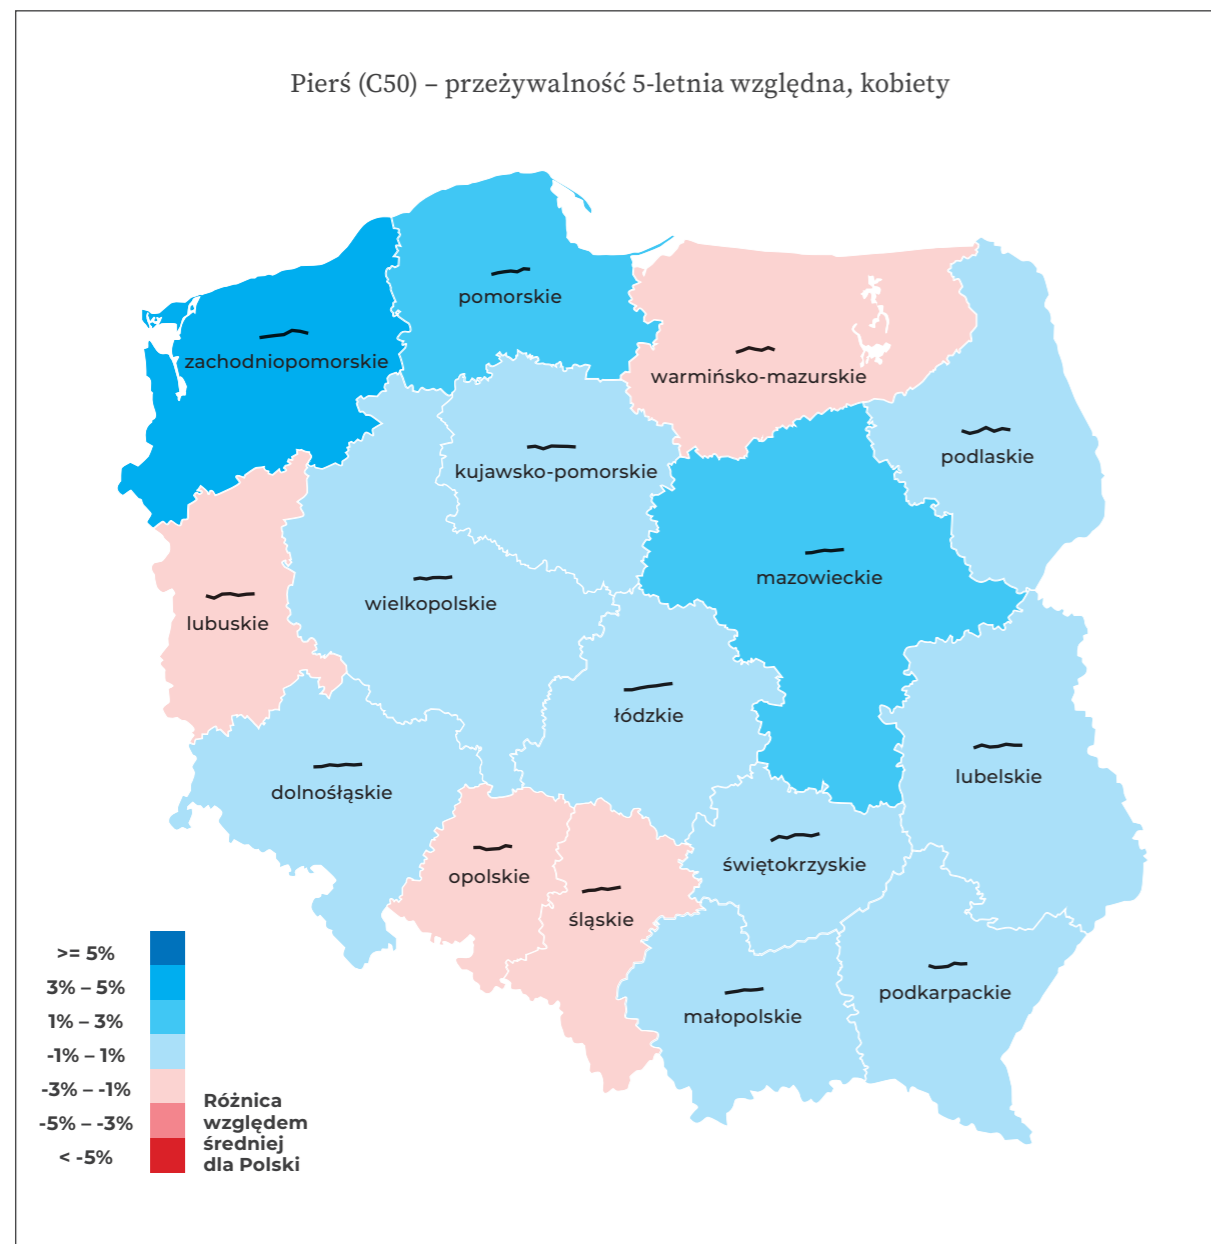 Pierś (C50) – przeżywalność 5-letnia względna, kobiety
pomorskie
zachodniopomorskie
warmińsko-mazurskie
podlaskie
kujawsko-pomorskie
mazowieckie
wielkopolskie
lubuskie
łódzkie
lubelskie
dolnośląskie
świętokrzyskie
opolskie
śląskie
podkarpackie
małopolskie
>= 5%
3% – 5%
1% – 3%
-1% – 1%
-3% – -1%
-5% – -3%
< -5%
Różnica
względem
średniej
dla Polski